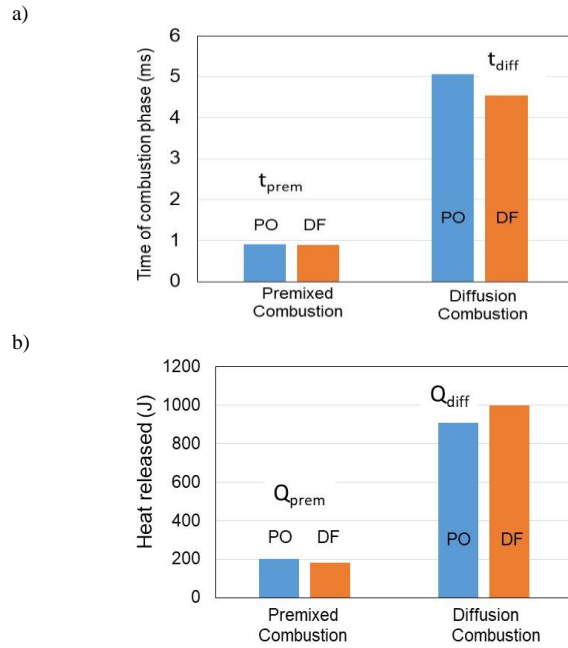 a)
6
5
4
3
2
1
0
Time of combustion phase (ms)
t_diff
t_prem
PO DF
PO DF
Premixed
Combustion
Diffusion
Combustion
b)
1200
1000
800
600
400
200
0
Heat released (J)
Q_diff
Q_prem
PO DF
PO DF
Premixed
Combustion
Diffusion
Combustion